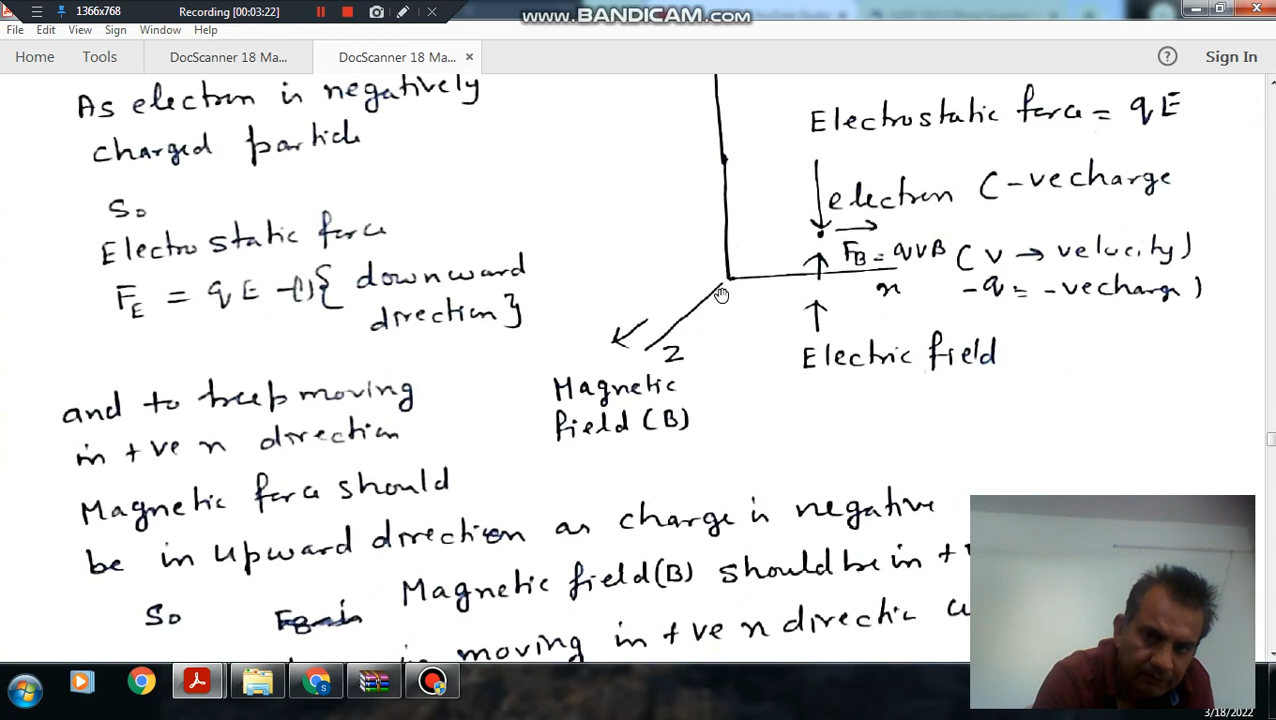 1366x768
Recording [00:03:22]
www.BANDICAM.com
File Edit View Sign Window Help
Home Tools DocScanner 18 Ma... DocScanner 18 Ma... × Sign In
As electron is negatively
charged particle
So
Electrostatic force
F_E = qE -(1) { downward
direction }
and to keep moving
in +ve x direction
Magnetic force should
be in upward direction as charge is negative
So Magnetic field(B) should be in +
moving in +ve x direction
Electrostatic force = qE
electron (-ve charge
F_B = qvB (v → velocity)
x -q = -ve charge )
Electric field
z
Magnetic
field (B)
3/18/2022